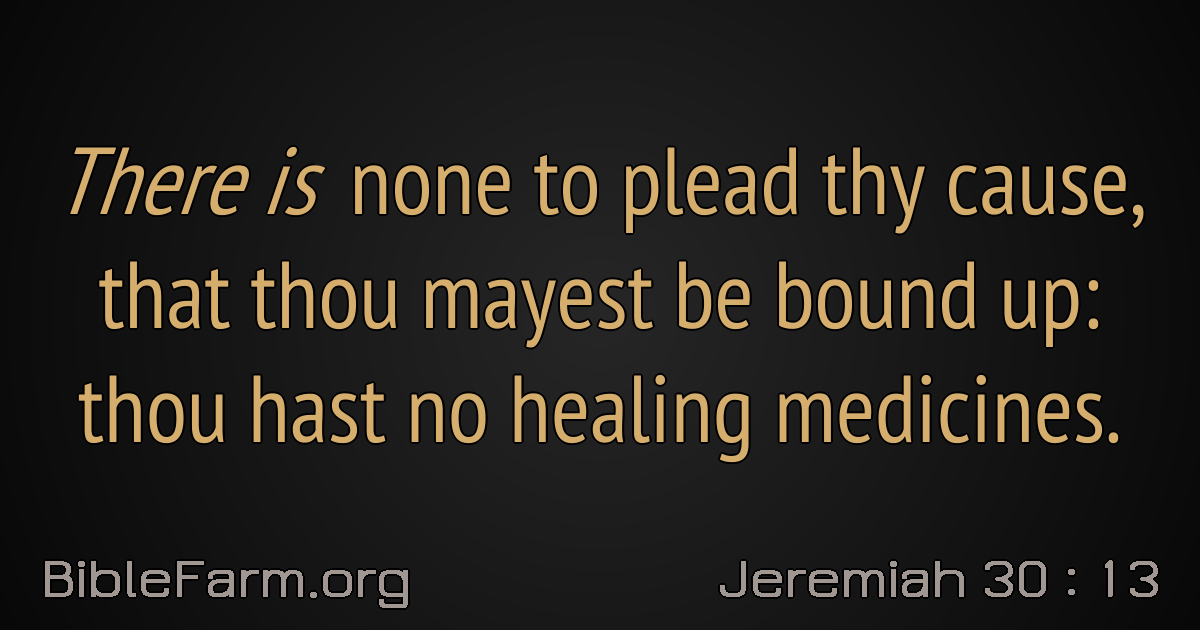 There is none to plead thy cause,
that thou mayest be bound up:
thou hast no healing medicines.
BibleFarm.org
Jeremiah 30 : 13